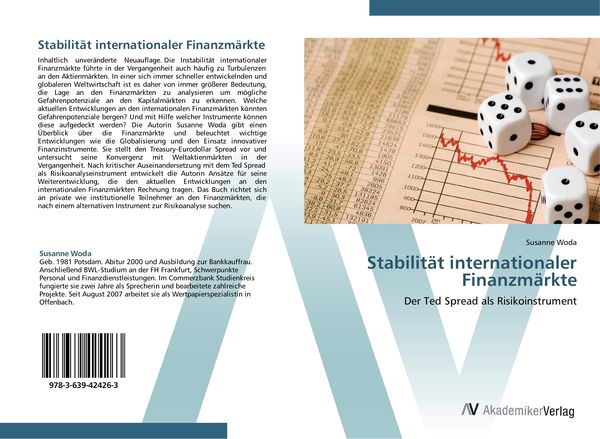 Stabilität internationaler Finanzmärkte
Inhaltlich unveränderte Neuauflage. Die Instabilität internationaler
Finanzmärkte führte in der Vergangenheit auch häufig zu Turbulenzen
an den Aktienmärkten. In einer sich immer schneller entwickelnden und
globaleren Weltwirtschaft ist es daher von immer größerer Bedeutung,
die Lage an den Finanzmärkten zu analysieren um mögliche
Gefahrenpotenziale an den Kapitalmärkten zu erkennen. Welche
aktuellen Entwicklungen an den internationalen Finanzmärkten könnten
Gefahrenpotenziale bergen? Und mit Hilfe welcher Instrumente können
diese aufgedeckt werden? Die Autorin Susanne Woda gibt einen
Überblick über die Finanzmärkte und beleuchtet wichtige
Entwicklungen wie die Globalisierung und den Einsatz innovativer
Finanzinstrumente. Sie stellt den Treasury-Eurodollar Spread vor und
untersucht seine Konvergenz mit Weltaktienmärkten in der
Vergangenheit. Nach kritischer Auseinandersetzung mit dem Ted Spread
als Risikoanalyseinstrument entwickelt die Autorin Ansätze für seine
Weiterentwicklung, die den aktuellen Entwicklungen an den
internationalen Finanzmärkten Rechnung tragen. Das Buch richtet sich
an private wie institutionelle Teilnehmer an den Finanzmärkten, die
nach einem alternativen Instrument zur Risikoanalyse suchen.
Susanne Woda
Geb. 1981 Potsdam. Abitur 2000 und Ausbildung zur Bankkauffrau.
Anschließend BWL-Studium an der FH Frankfurt, Schwerpunkte
Personal und Finanzdienstleistungen. Im Commerzbank Studienkreis
fungierte sie zwei Jahre als Sprecherin und bearbeitete zahlreiche
Projekte. Seit August 2007 arbeitet sie als Wertpapierspezialistin in
Offenbach.
978-3-639-42426-3
Susanne Woda
Stabilität internationaler
Finanzmärkte
Der Ted Spread als Risikoinstrument
AV AkademikerVerlag